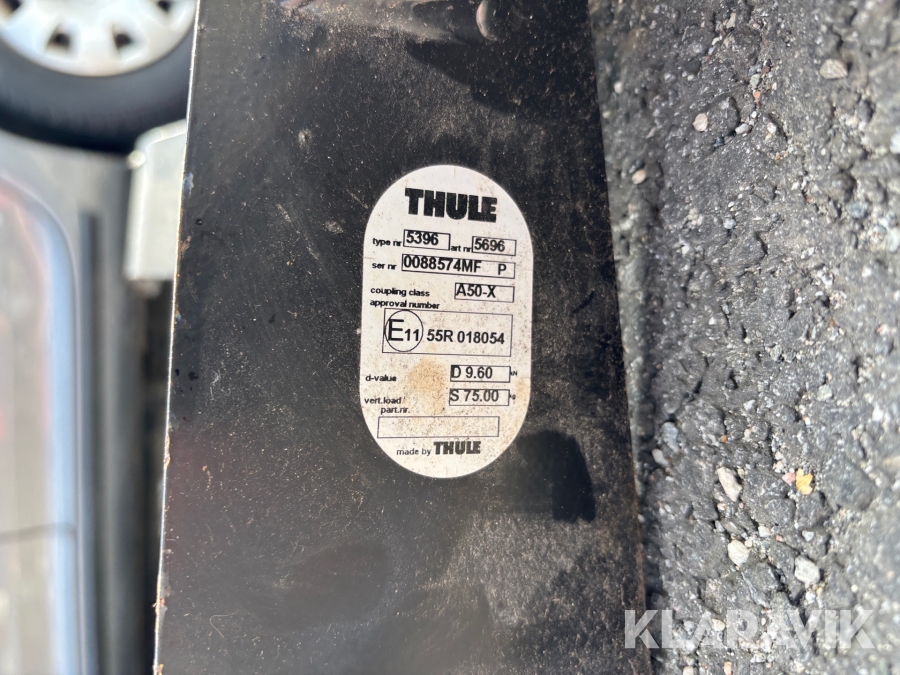 THULE
type nr 5396 art nr 5696
ser nr 0088574MF P
coupling class A50-X
approval number
E11 55R 018054
d-value D 9.60 kN
vert.load S 75.00 kg
part.nr.
made by THULE
KLARAVIK